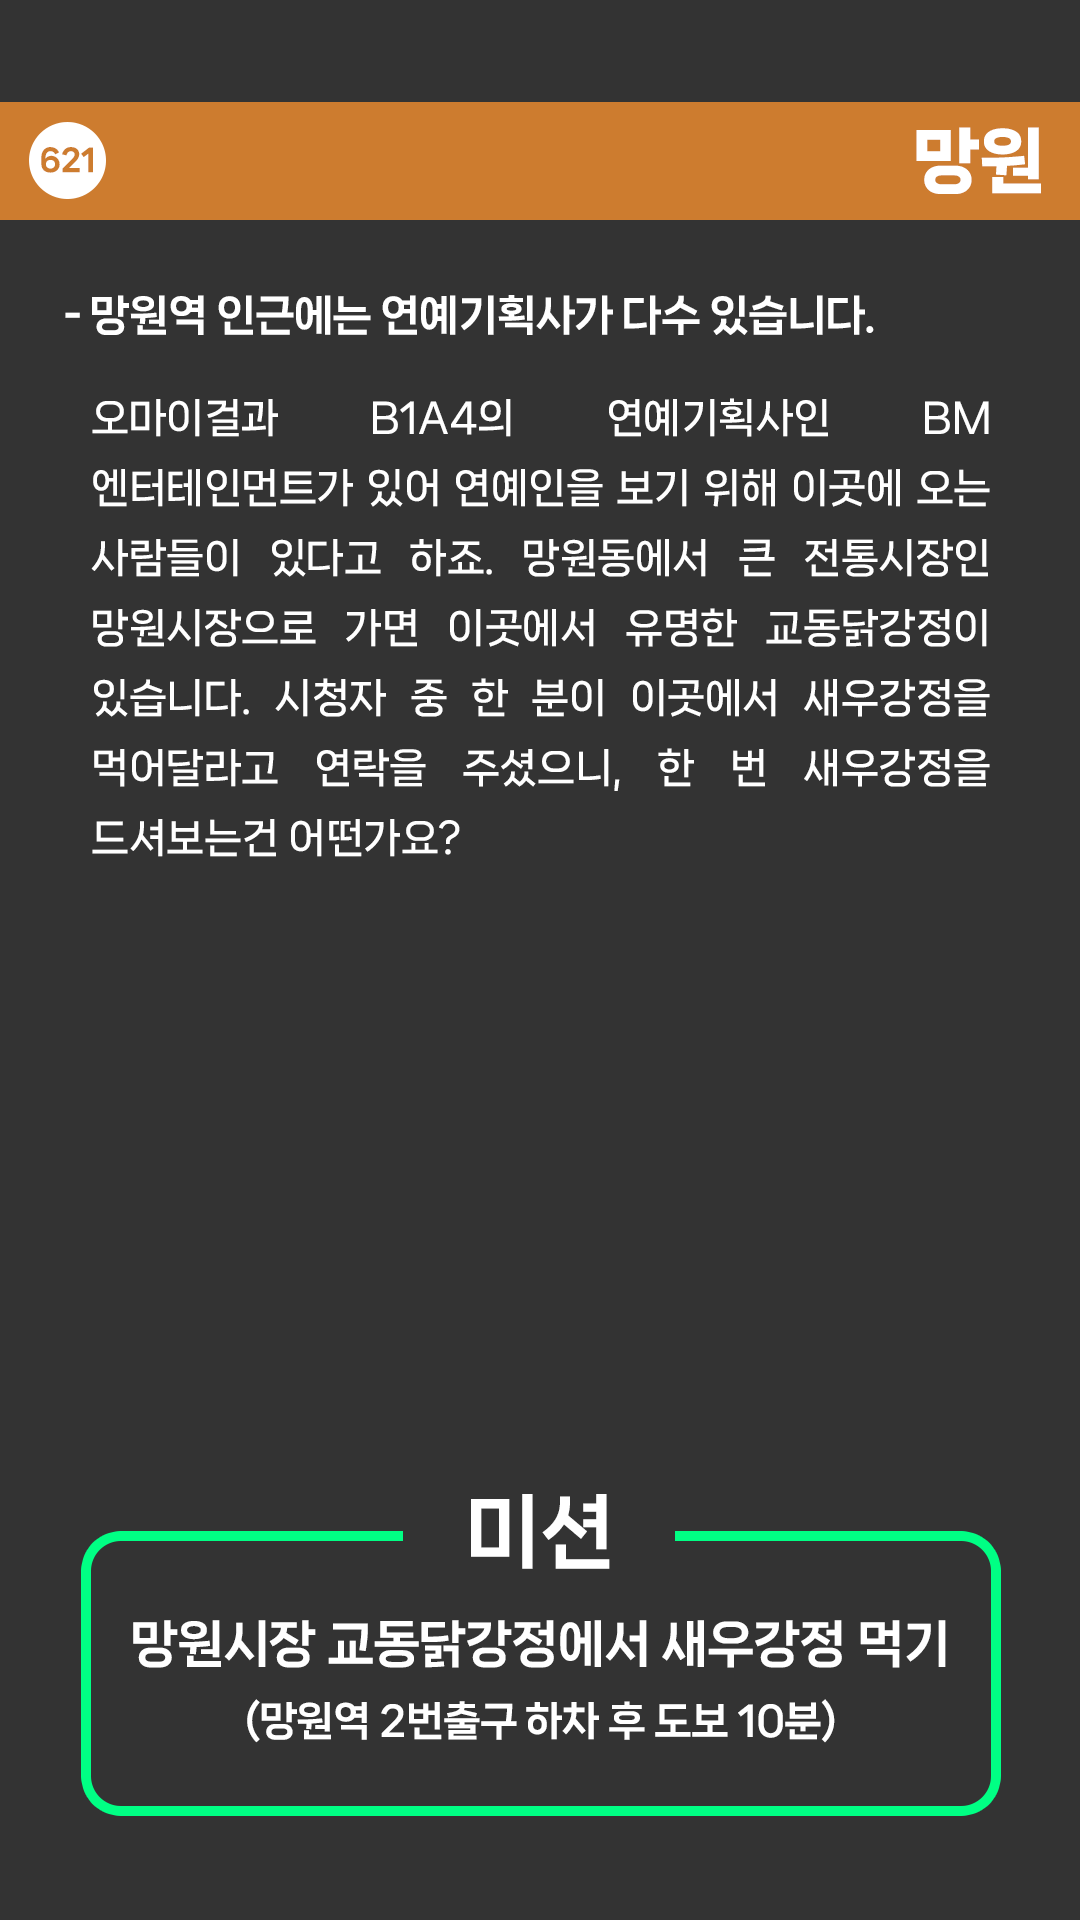 621
망원
- 망원역 인근에는 연예기획사가 다수 있습니다.
오마이걸과 B1A4의 연예기획사인 BM
엔터테인먼트가 있어 연예인을 보기 위해 이곳에 오는
사람들이 있다고 하죠. 망원동에서 큰 전통시장인
망원시장으로 가면 이곳에서 유명한 교동닭강정이
있습니다. 시청자 중 한 분이 이곳에서 새우강정을
먹어달라고 연락을 주셨으니, 한 번 새우강정을
드셔보는건 어떤가요?
미션
망원시장 교동닭강정에서 새우강정 먹기
(망원역 2번출구 하차 후 도보 10분)